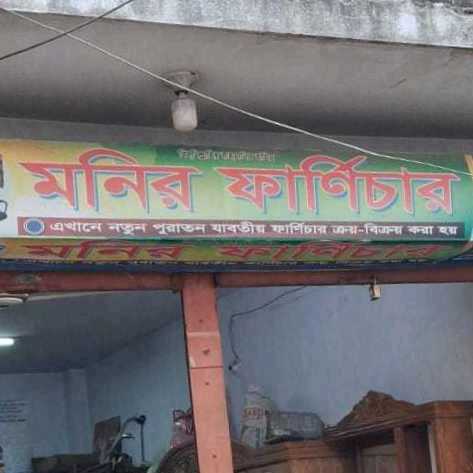 মনির ফার্ণিচার
এখানে নতুন পুরাতন যাবতীয় ফার্ণিচার ক্রয়-বিক্রয় করা হয়
মনির ফার্ণিচার